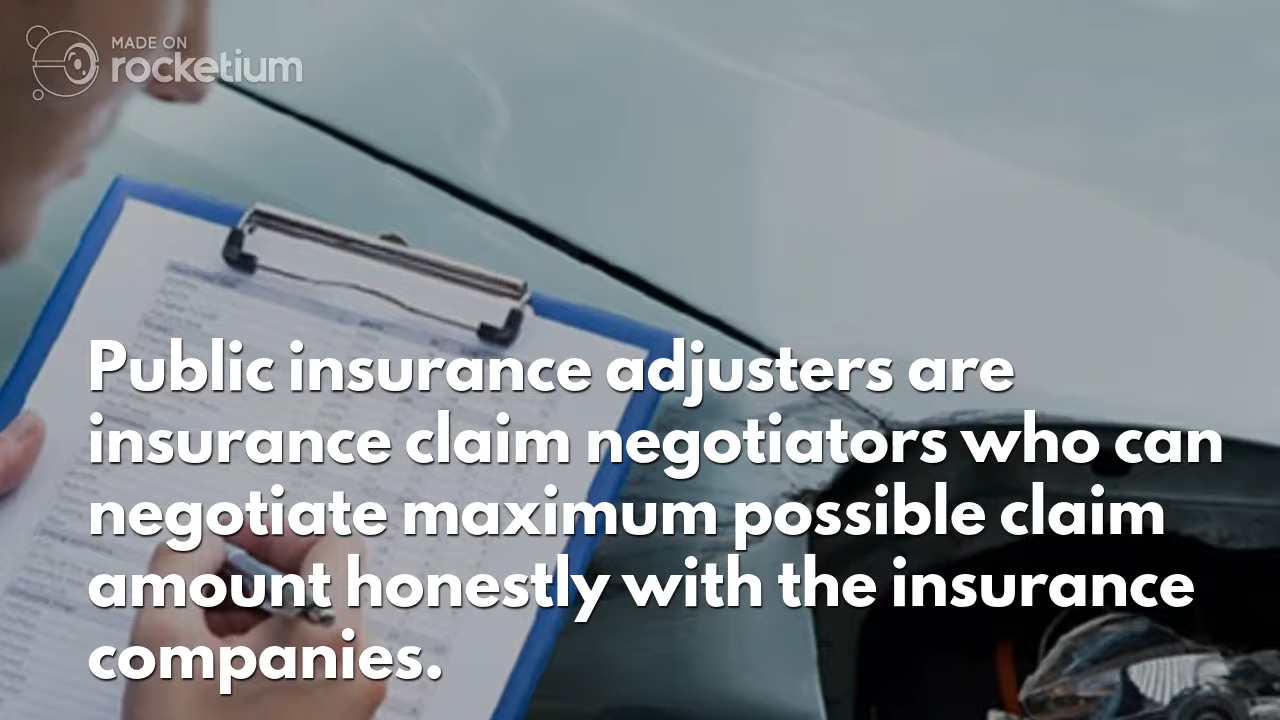 MADE ON
rocketium
Public insurance adjusters are
insurance claim negotiators who can
negotiate maximum possible claim
amount honestly with the insurance
companies.